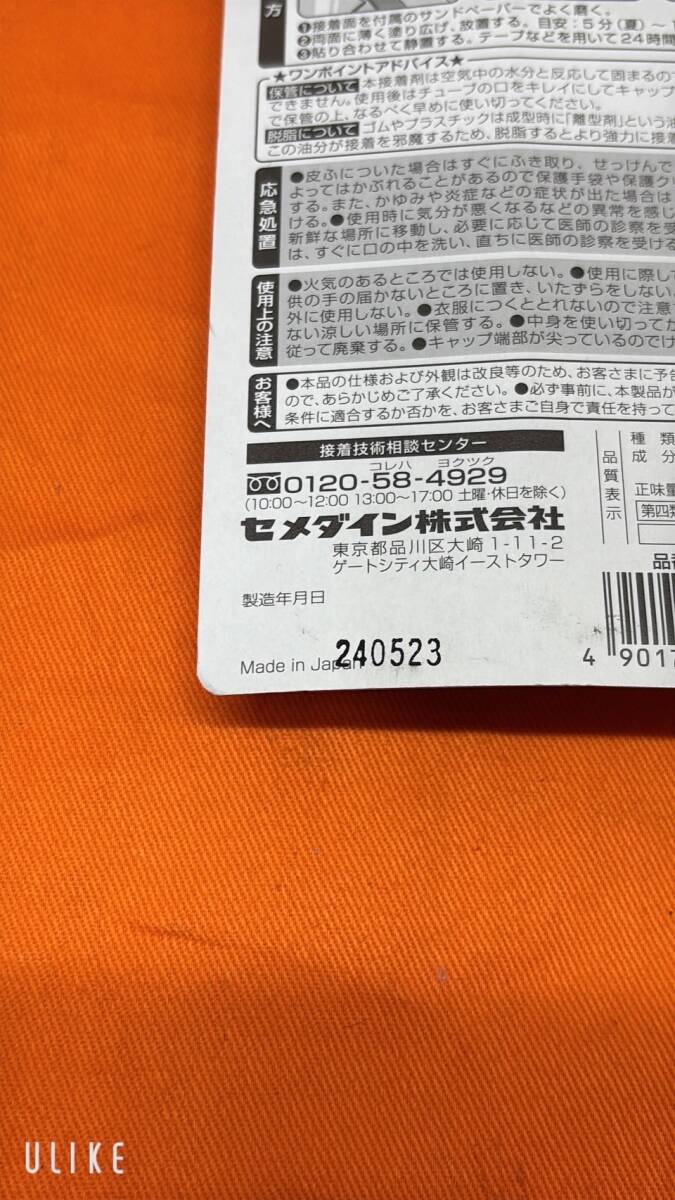 方
❶接着面を付属のサンドペーパーでよく磨く。
❷両面に薄く塗り広げ、放置する。目安:5分(夏)〜1
❸貼り合わせて静置する。テープなどを用いて24時間
★ワンポイントアドバイス★
保管について 本接着剤は空気中の水分と反応して固まるので
できません。使用後はチューブの口をキレイにしてキャップ
で保管の上、なるべく早めに使い切ってください。
脱脂について ゴムやプラスチックは成型時に「離型剤」という油
この油分が接着を邪魔するため、脱脂するとより強力に接着
応急処置
●皮ふについた場合はすぐにふき取り、せっけんで
よってはかぶれることがあるので保護手袋や保護ク
する。また、かゆみや炎症などの症状が出た場合は
ける。●使用時に気分が悪くなるなどの異常を感じ
新鮮な場所に移動し、必要に応じて医師の診察を受
は、すぐに口の中を洗い、直ちに医師の診察を受ける
使用上の注意
●火気のあるところでは使用しない。●使用に際して
供の手の届かないところに置き、いたずらをしない
外に使用しない。●衣服につくととれないので注意
ない涼しい場所に保管する。●中身を使い切ってか
従って廃棄する。●キャップ端部が尖っているのでけ
お客様へ
●本品の仕様および外観は改良等のため、お客さまに予告
ので、あらかじめご了承ください。●必ず事前に、本製品が
条件に適合するか否かを、お客さまご自身で責任を持って
接着技術相談センター
コレハ ヨクツク
0120-58-4929
(10:00〜12:00 13:00〜17:00 土曜・休日を除く)
セメダイン株式会社
東京都品川区大崎1-11-2
ゲートシティ大崎イーストタワー
品質表示
種類
成分
正味量
第四類
品番
製造年月日
240523
Made in Japan
4 9017
ULIKE